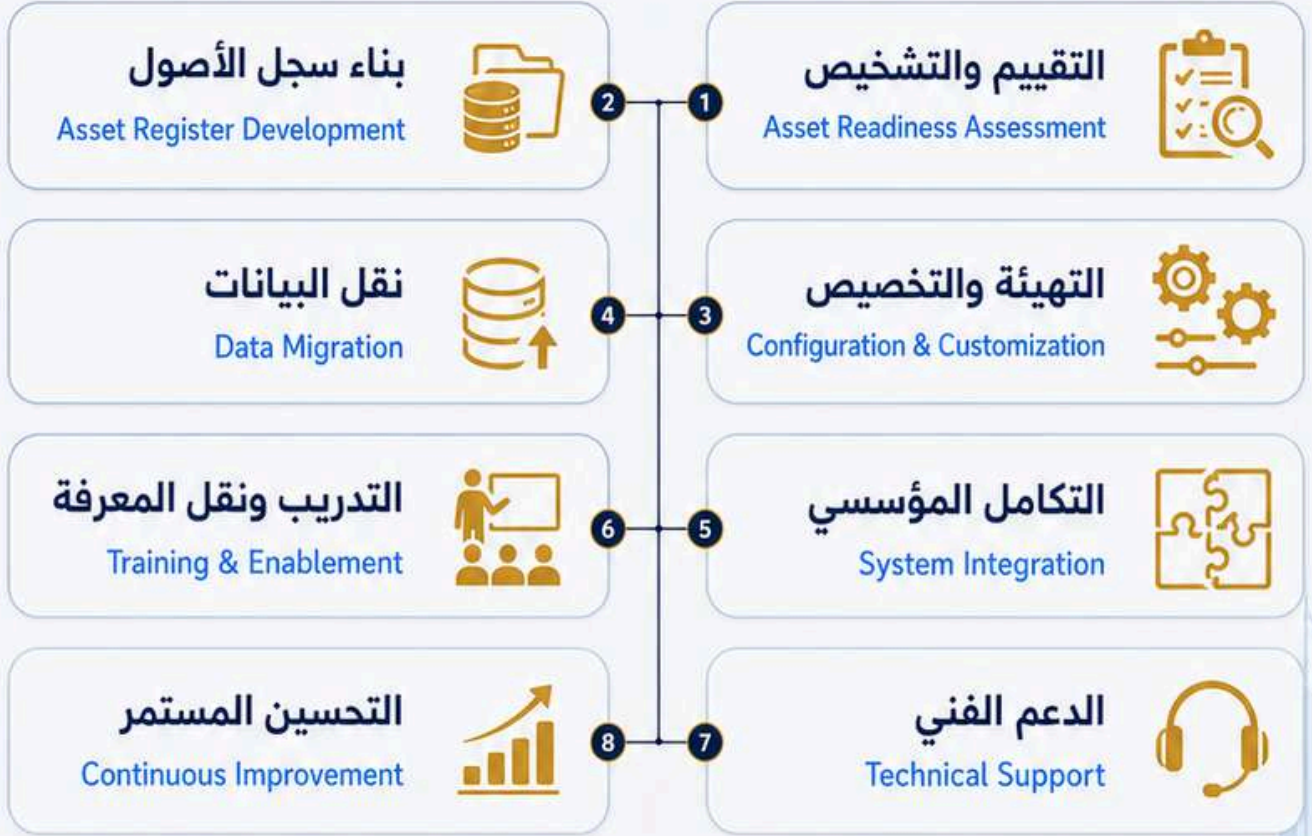 1
التقييم والتشخيص
Asset Readiness Assessment
2
بناء سجل الأصول
Asset Register Development
3
التهيئة والتخصيص
Configuration & Customization
4
نقل البيانات
Data Migration
5
التكامل المؤسسي
System Integration
6
التدريب ونقل المعرفة
Training & Enablement
7
الدعم الفني
Technical Support
8
التحسين المستمر
Continuous Improvement